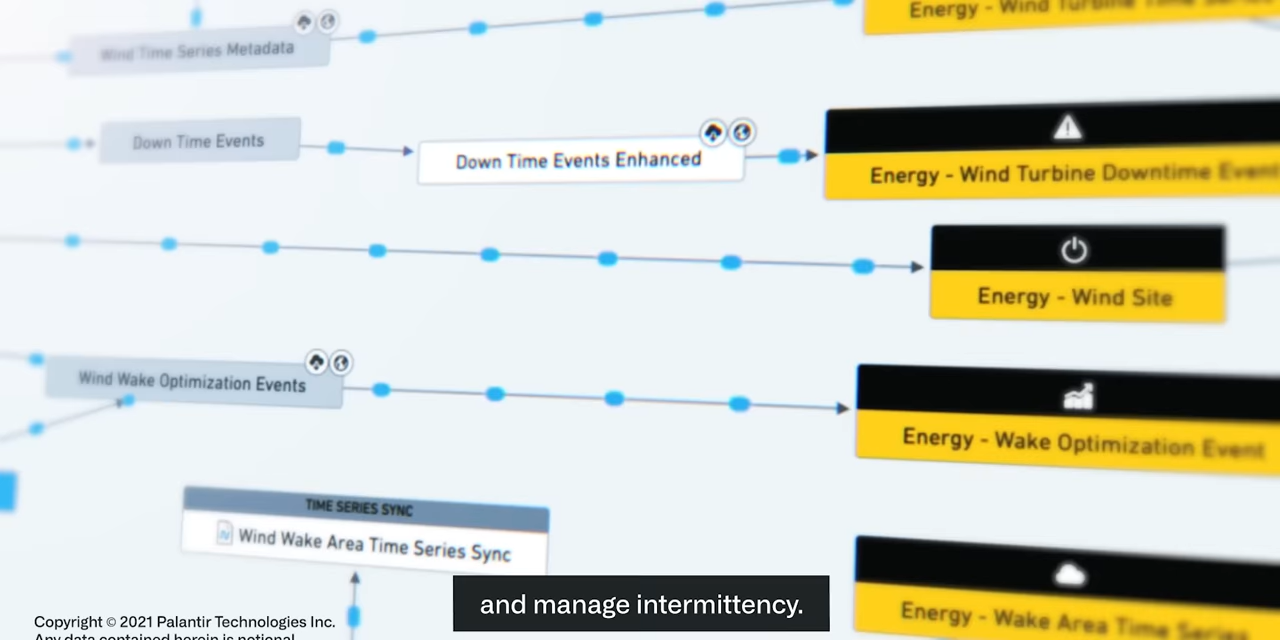 Energy - Wind Turbine Time Series
Wind Time Series Metadata
Down Time Events
Down Time Events Enhanced
Energy - Wind Turbine Downtime Event
Energy - Wind Site
Wind Wake Optimization Events
Energy - Wake Optimization Event
TIME SERIES SYNC
Wind Wake Area Time Series Sync
Energy - Wake Area Time Series
and manage intermittency.
Copyright © 2021 Palantir Technologies Inc.
Any data contained herein is notional